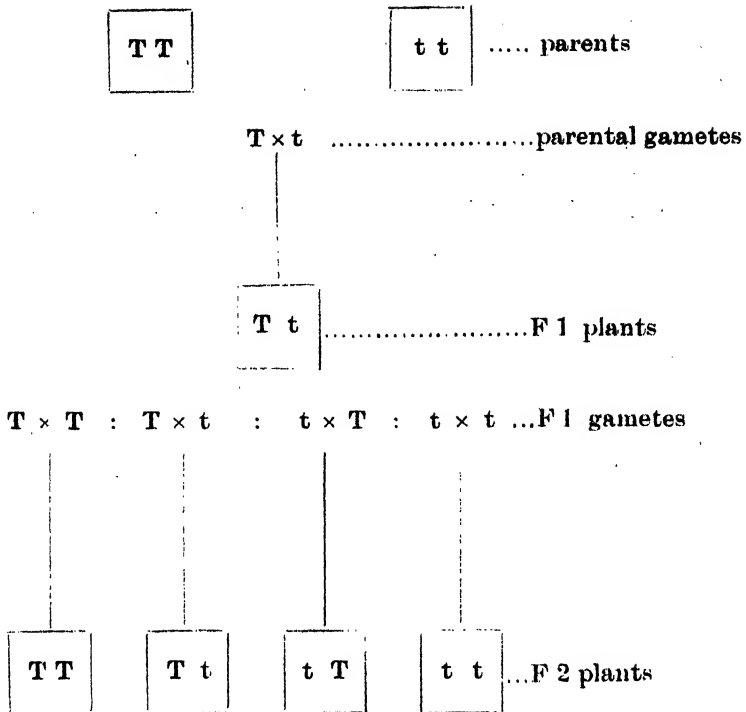 T T t t ..... parents
T × t ........................parental gametes
T t .......................F 1 plants
T × T : T × t : t × T : t × t ...F 1 gametes
T T T t t T t t ...F 2 plants